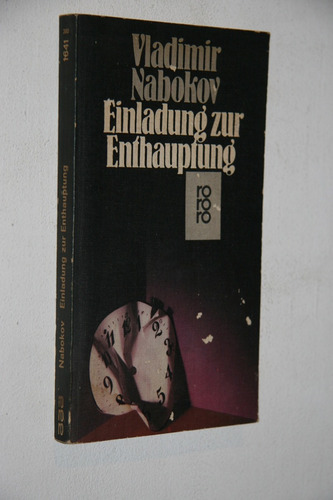 Vladimir
Nabokov
Einladung zur
Enthauptung
ro
ro
ro
1641
Nabokov Einladung zur Enthauptung